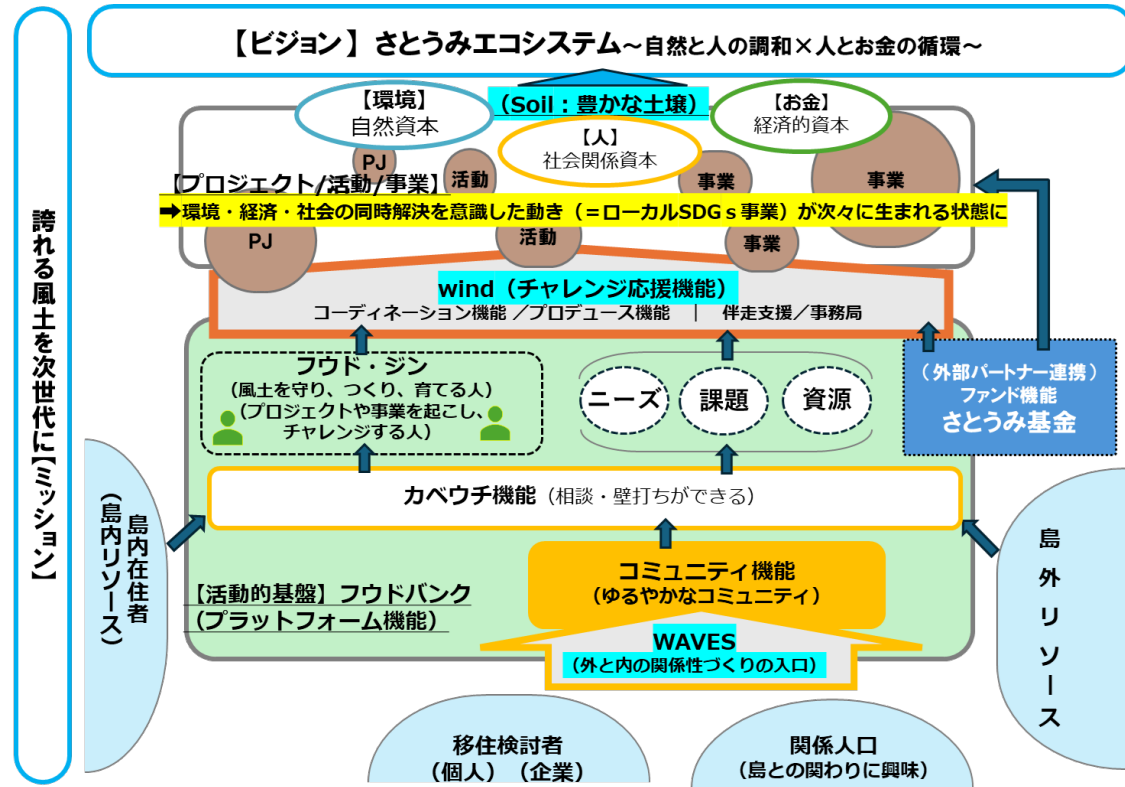 【ビジョン】さとうみエコシステム～自然と人の調和×人とお金の循環～
誇れる風土を次世代に【ミッション】
【環境】
自然資本
（Soil：豊かな土壌）
【人】
社会関係資本
【お金】
経済的資本
PJ
活動
事業
事業
【プロジェクト/活動/事業】
➡環境・経済・社会の同時解決を意識した動き（=ローカルSDGｓ事業）が次々に生まれる状態に
PJ
活動
事業
wind（チャレンジ応援機能）
コーディネーション機能 ／プロデュース機能　｜　伴走支援／事務局
フウド・ジン
（風土を守り、つくり、育てる人）
（プロジェクトや事業を起こし、
チャレンジする人）
ニーズ
課題
資源
（外部パートナー連携）
ファンド機能
さとうみ基金
カベウチ機能（相談・壁打ちができる）
島内在住者
（島内リソース）
島外リソース
コミュニティ機能
（ゆるやかなコミュニティ）
【活動的基盤】フウドバンク
（プラットフォーム機能）
WAVES
（外と内の関係性づくりの入口）
移住検討者
（個人）（企業）
関係人口
（島との関わりに興味）